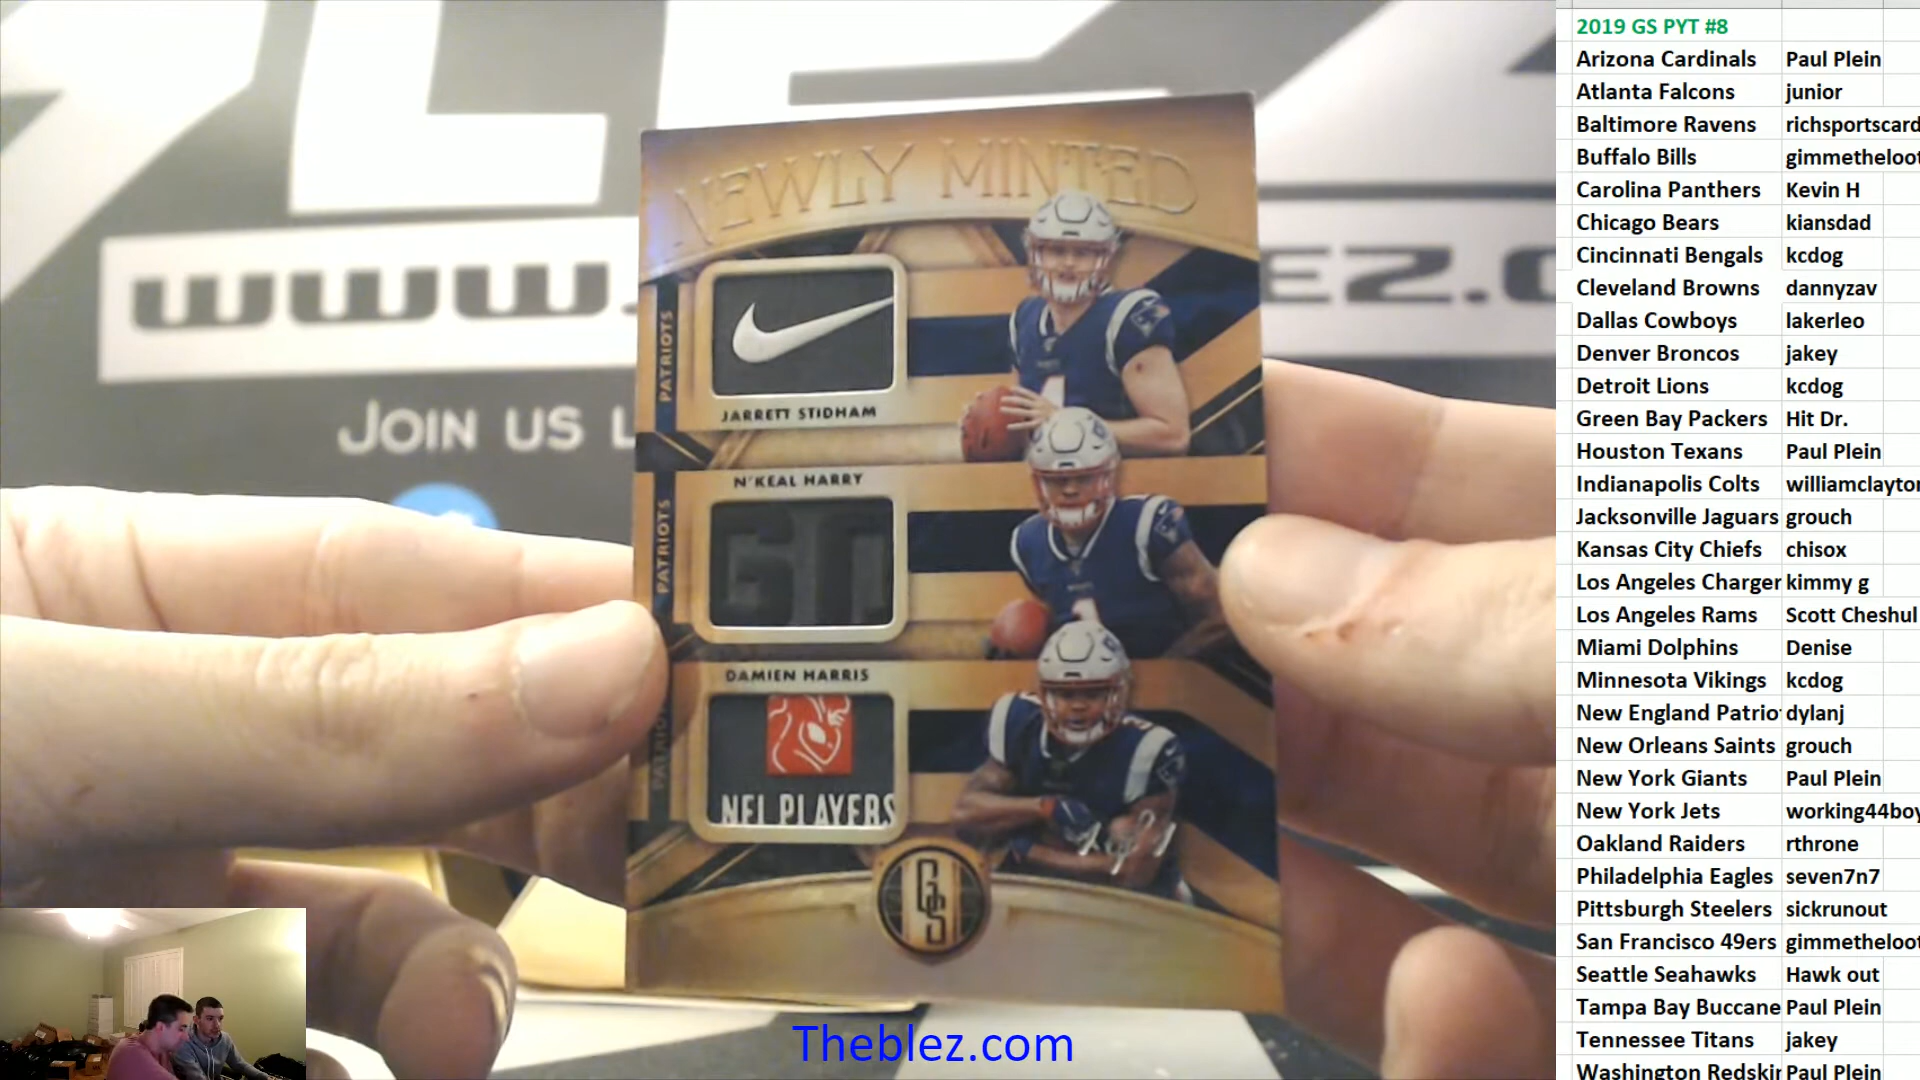 www.
EZ.C
JOIN US L
NEWLY MINTED
PATRIOTS
JARRETT STIDHAM
N'KEAL HARRY
PATRIOTS
60
DAMIEN HARRIS
NFL PLAYERS
GS
Theblez.com
2019 GS PYT #8
Arizona Cardinals Paul Plein
Atlanta Falcons junior
Baltimore Ravens richsportscard
Buffalo Bills gimmetheloot
Carolina Panthers Kevin H
Chicago Bears kiansdad
Cincinnati Bengals kcdog
Cleveland Browns dannyzav
Dallas Cowboys lakerleo
Denver Broncos jakey
Detroit Lions kcdog
Green Bay Packers Hit Dr.
Houston Texans Paul Plein
Indianapolis Colts williamclayton
Jacksonville Jaguars grouch
Kansas City Chiefs chisox
Los Angeles Charger kimmy g
Los Angeles Rams Scott Cheshul
Miami Dolphins Denise
Minnesota Vikings kcdog
New England Patriot dylanj
New Orleans Saints grouch
New York Giants Paul Plein
New York Jets working44boy
Oakland Raiders rthrone
Philadelphia Eagles seven7n7
Pittsburgh Steelers sickrunout
San Francisco 49ers gimmetheloot
Seattle Seahawks Hawk out
Tampa Bay Buccane Paul Plein
Tennessee Titans jakey
Washington Redskin Paul Plein